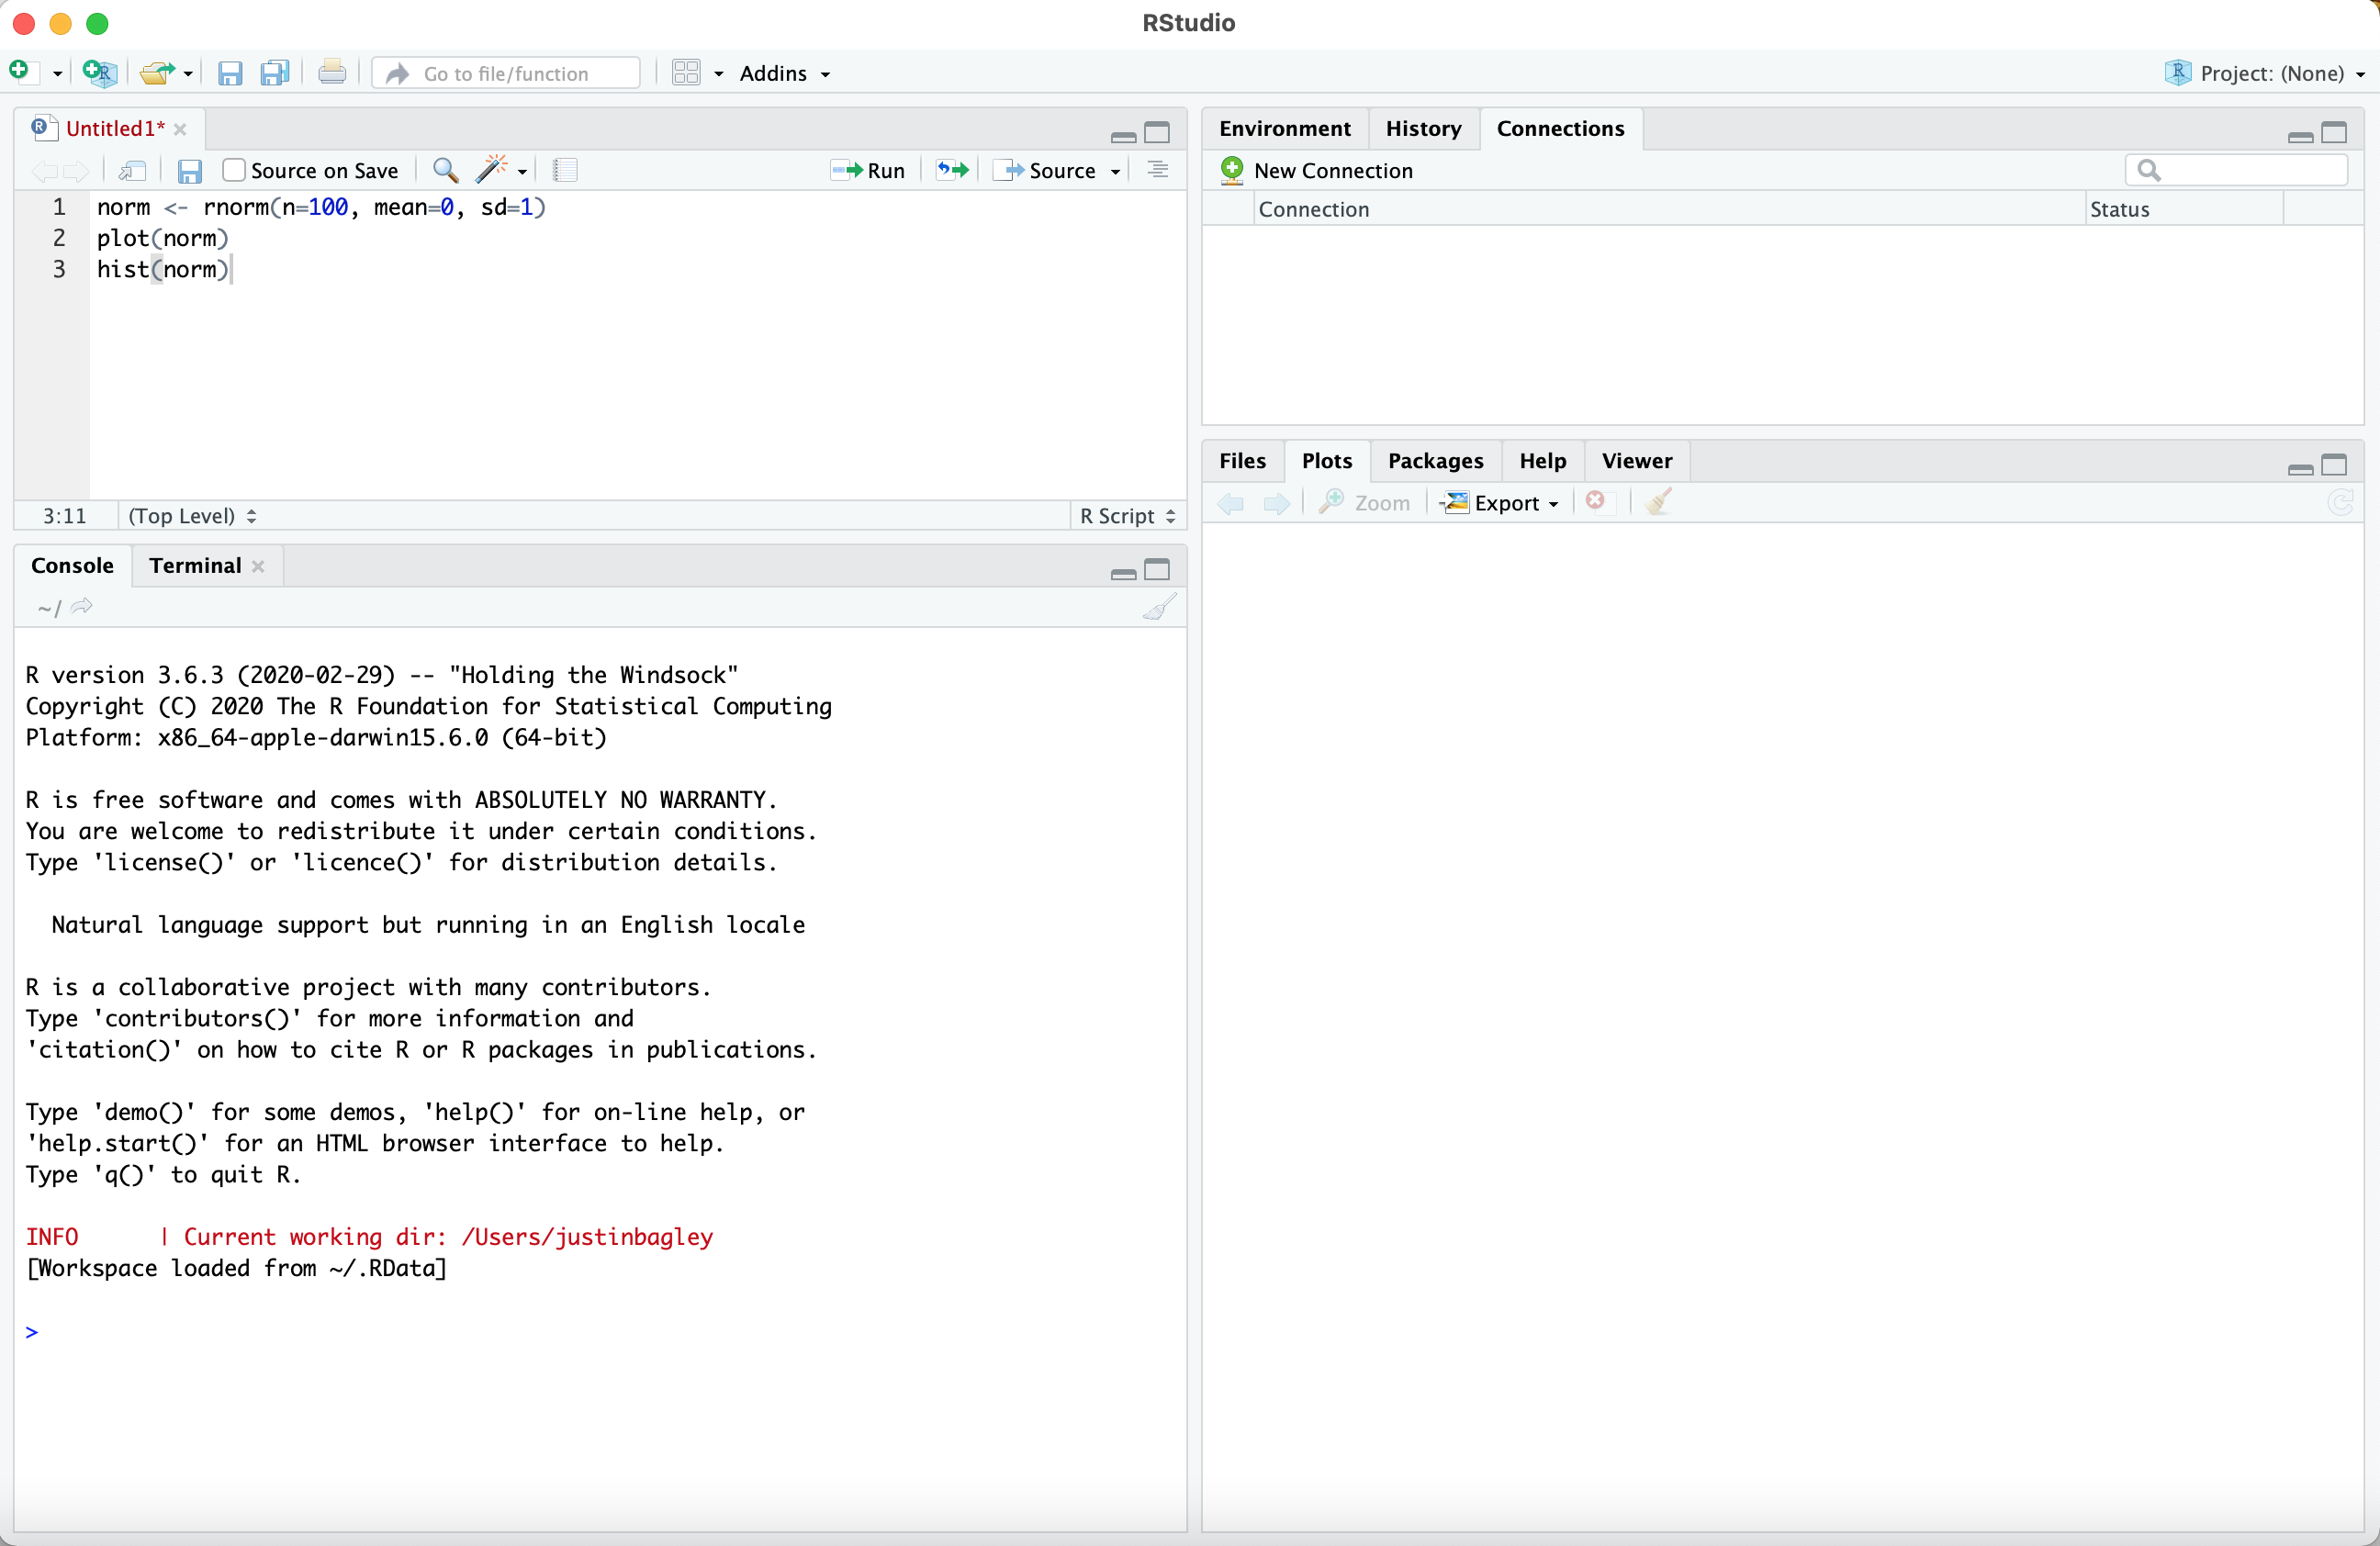 RStudio
Go to file/function
Addins
Project: (None)
Untitled1*
Source on Save
Run
Source
1 norm <- rnorm(n=100, mean=0, sd=1)
2 plot(norm)
3 hist(norm)
3:11
(Top Level)
R Script
Console
Terminal
~/
R version 3.6.3 (2020-02-29) -- "Holding the Windsock"
Copyright (C) 2020 The R Foundation for Statistical Computing
Platform: x86_64-apple-darwin15.6.0 (64-bit)
R is free software and comes with ABSOLUTELY NO WARRANTY.
You are welcome to redistribute it under certain conditions.
Type 'license()' or 'licence()' for distribution details.
Natural language support but running in an English locale
R is a collaborative project with many contributors.
Type 'contributors()' for more information and
'citation()' on how to cite R or R packages in publications.
Type 'demo()' for some demos, 'help()' for on-line help, or
'help.start()' for an HTML browser interface to help.
Type 'q()' to quit R.
INFO | Current working dir: /Users/justinbagley
[Workspace loaded from ~/.RData]
>
Environment
History
Connections
New Connection
Connection
Status
Files
Plots
Packages
Help
Viewer
Zoom
Export